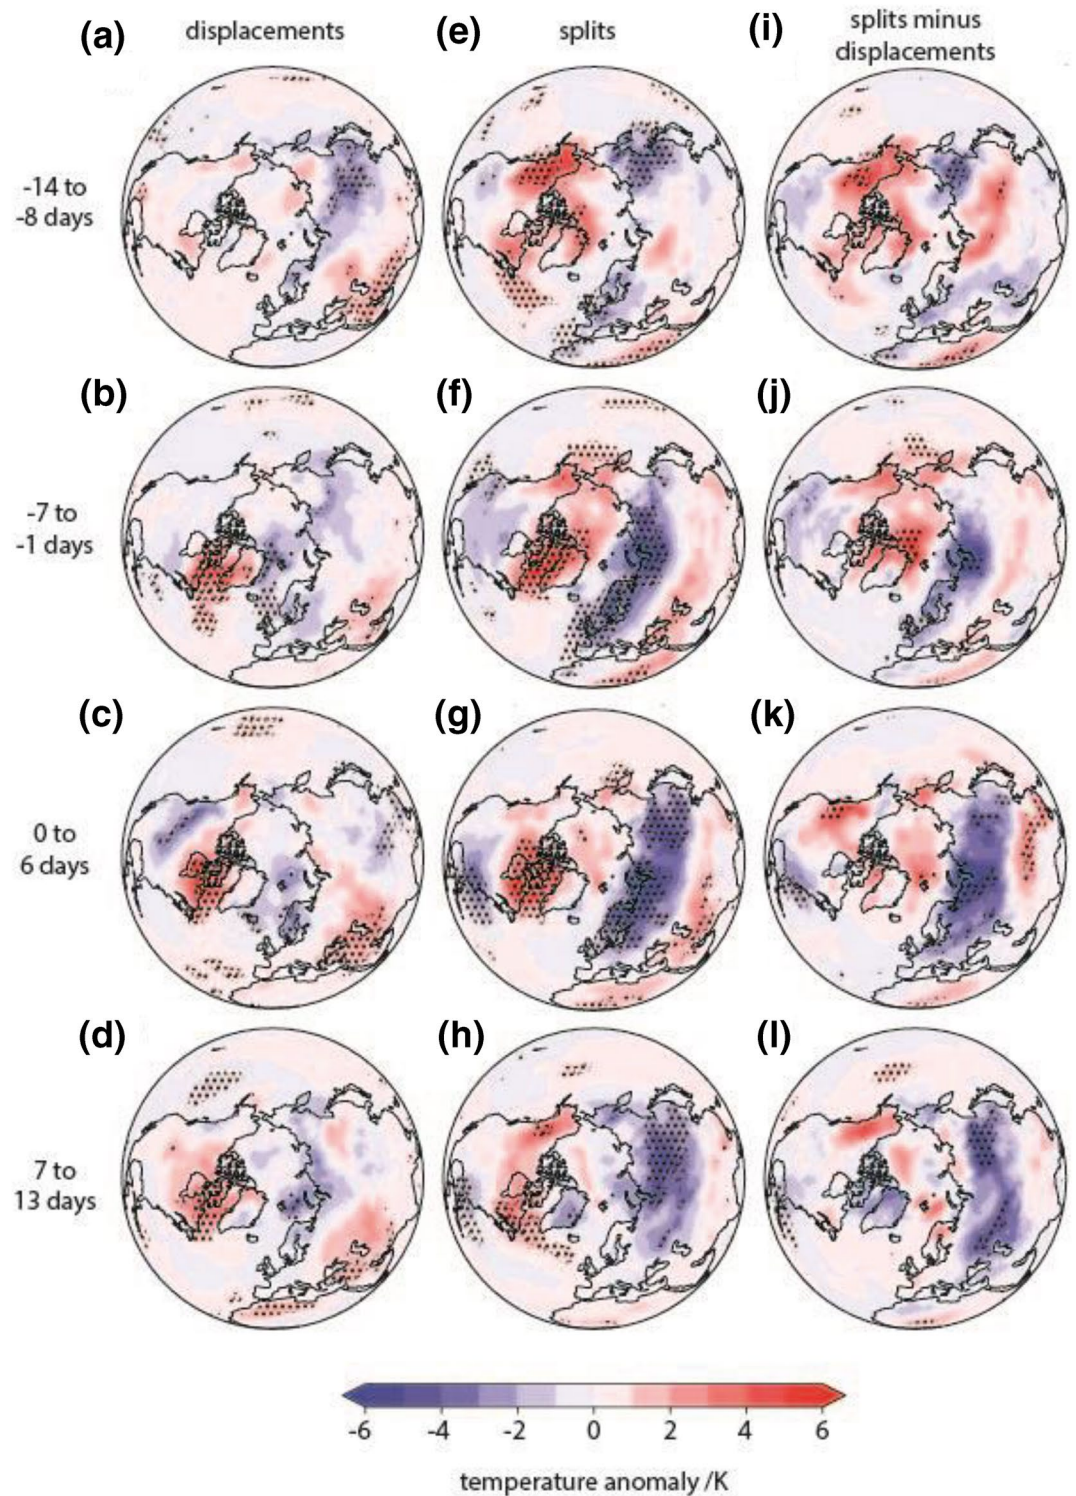 (a) displacements (e) splits (i) splits minus
displacements
-14 to
-8 days
(b) (f) (j)
-7 to
-1 days
(c) (g) (k)
0 to
6 days
(d) (h) (l)
7 to
13 days
-6 -4 -2 0 2 4 6
temperature anomaly /K